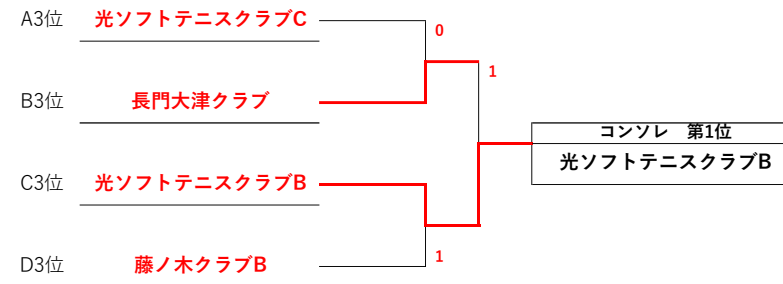 A3位 光ソフトテニスクラブC
0
1
B3位 長門大津クラブ
コンソレ 第1位
光ソフトテニスクラブB
C3位 光ソフトテニスクラブB
1
D3位 藤ノ木クラブB